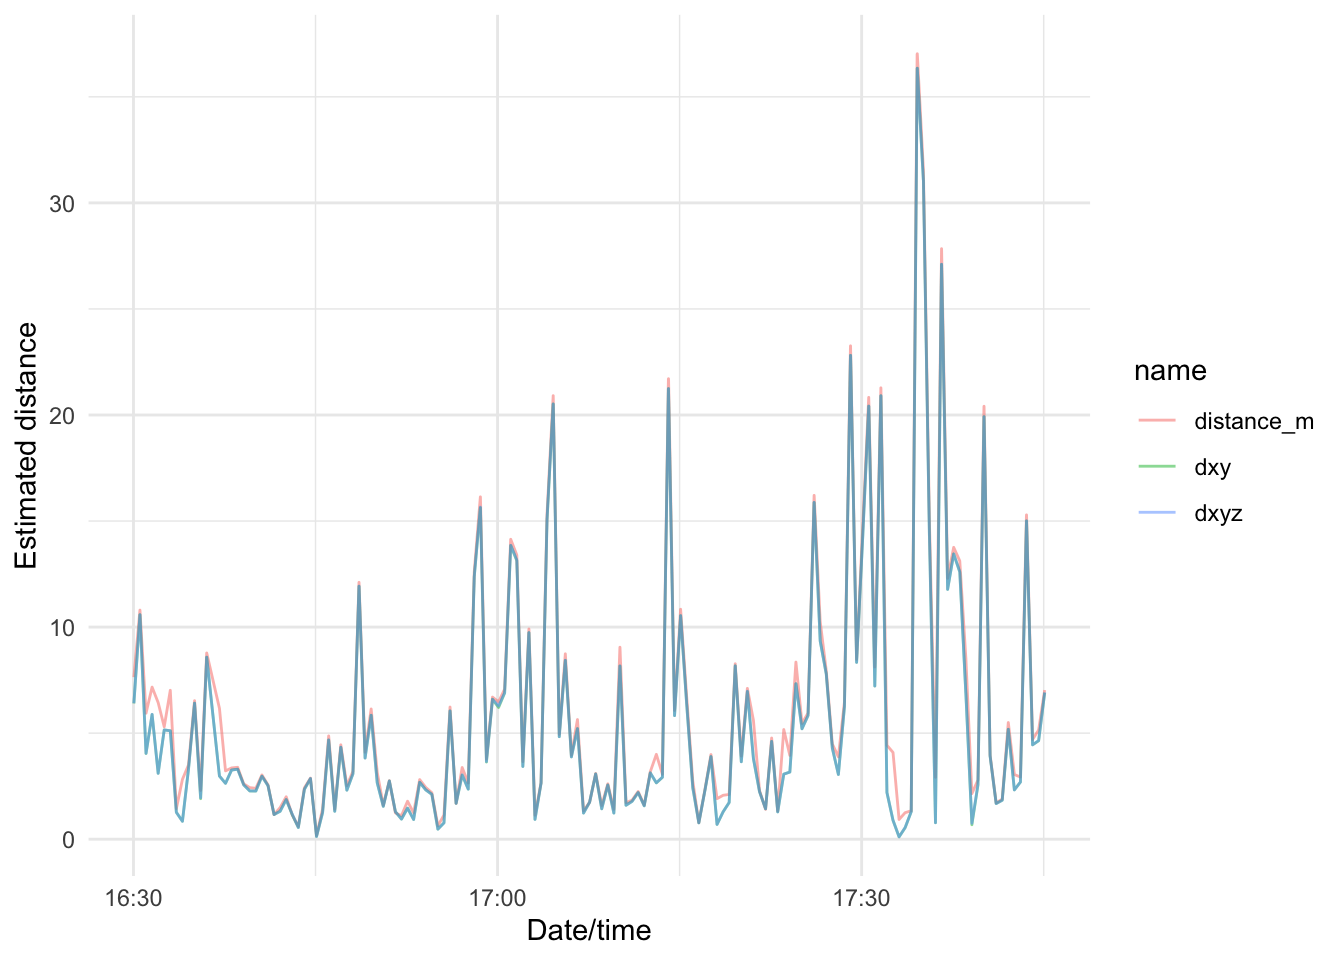 Estimated distance
30
20
10
0
16:30
17:00
17:30
Date/time
name
distance_m
dxy
dxyz